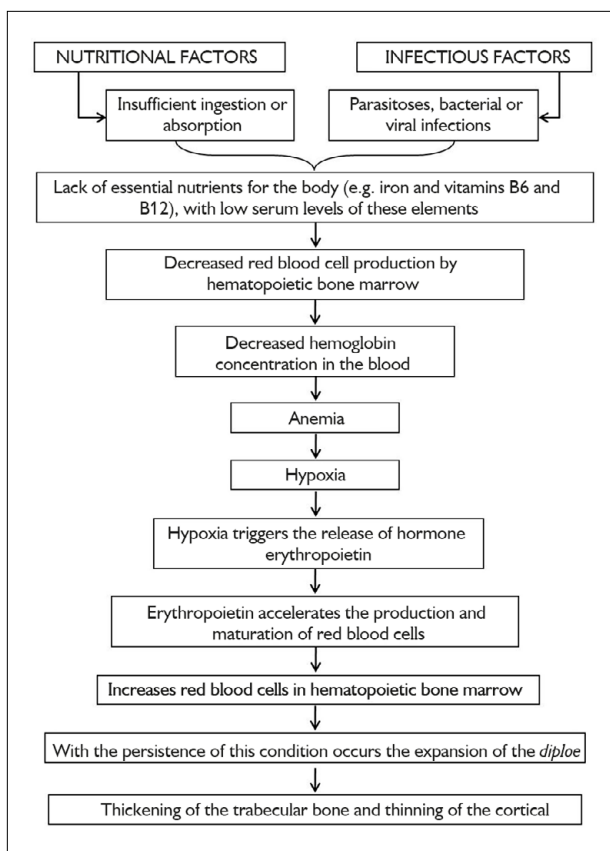 NUTRITIONAL FACTORS
INFECTIOUS FACTORS
Insufficient ingestion or
absorption
Parasitoses, bacterial or
viral infections
Lack of essential nutrients for the body (e.g. iron and vitamins B6 and
B12), with low serum levels of these elements
Decreased red blood cell production by
hematopoietic bone marrow
Decreased hemoglobin
concentration in the blood
Anemia
Hypoxia
Hypoxia triggers the release of hormone
erythropoietin
Erythropoietin accelerates the production and
maturation of red blood cells
Increases red blood cells in hematopoietic bone marrow
With the persistence of this condition occurs the expansion of the diploe
Thickening of the trabecular bone and thinning of the cortical